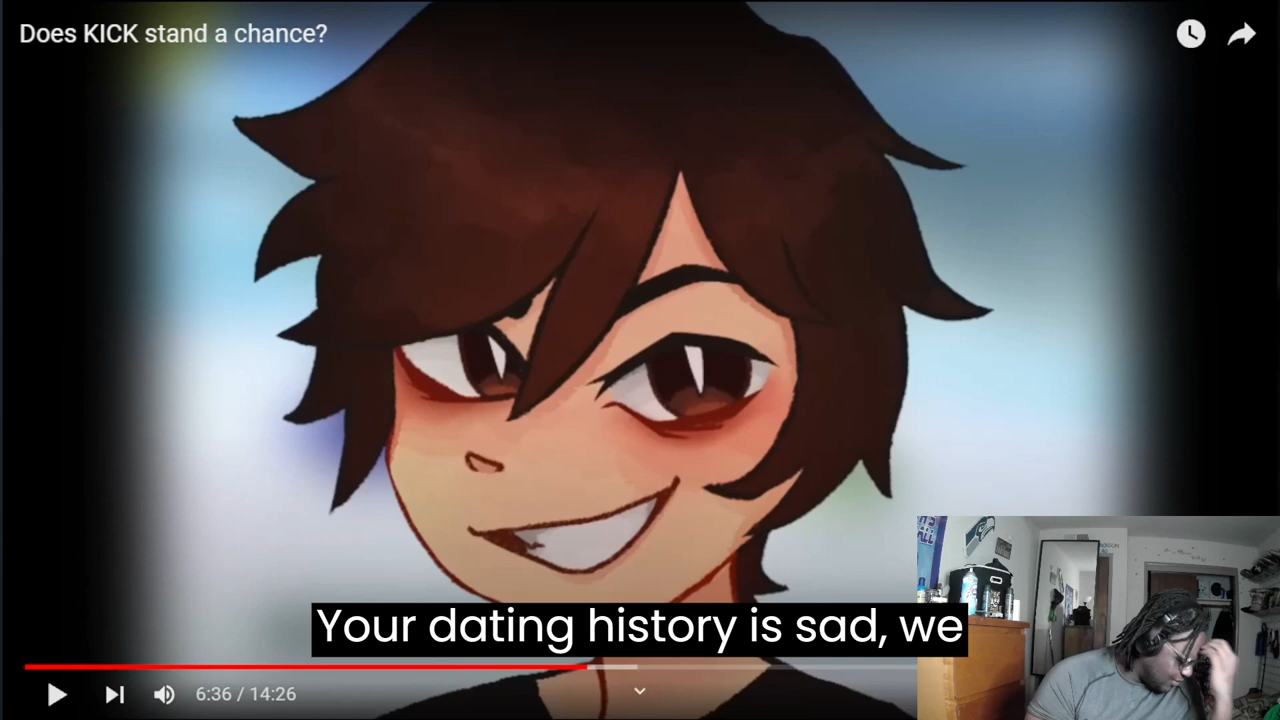 Does KICK stand a chance?
Your dating history is sad, we
6:36 / 14:26